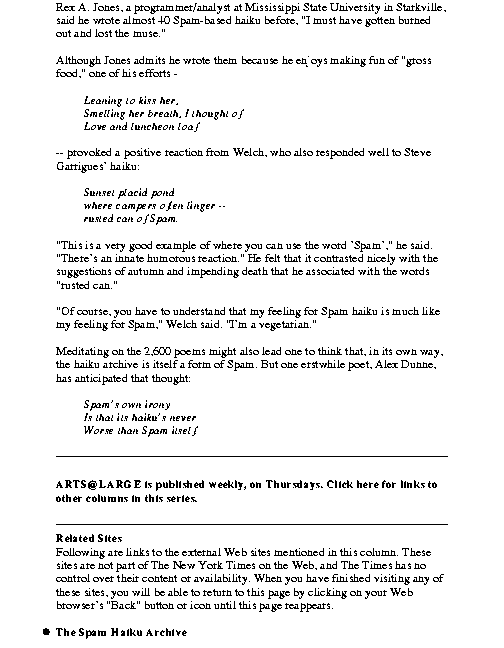 Rex A. Jones, a programmer/analyst at Mississippi State University in Starkville,
said he wrote almost 40 Spam-based haiku before, "I must have gotten burned
out and lost the muse."
Although Jones admits he wrote them because he enjoys making fun of "gross
food," one of his efforts -
Leaning to kiss her,
Smelling her breath, I thought of
Love and luncheon loaf
-- provoked a positive reaction from Welch, who also responded well to Steve
Garrigues' haiku:
Sunset placid pond
where campers ofen linger --
rusted can of Spam.
"This is a very good example of where you can use the word 'Spam'," he said.
"There's an innate humorous reaction." He felt that it contrasted nicely with the
suggestions of autumn and impending death that he associated with the words
"rusted can."
"Of course, you have to understand that my feeling for Spam haiku is much like
my feeling for Spam," Welch said. "I'm a vegetarian."
Meditating on the 2,600 poems might also lead one to think that, in its own way,
the haiku archive is itself a form of Spam. But one erstwhile poet, Alex Dunne,
has anticipated that thought:
Spam's own irony
Is that its haiku's never
Worse than Spam itself
ARTS@LARGE is published weekly, on Thursdays. Click here for links to
other columns in this series.
Related Sites
Following are links to the external Web sites mentioned in this column. These
sites are not part of The New York Times on the Web, and The Times has no
control over their content or availability. When you have finished visiting any of
these sites, you will be able to return to this page by clicking on your Web
browser's "Back" button or icon until this page reappears.
● The Spam Haiku Archive